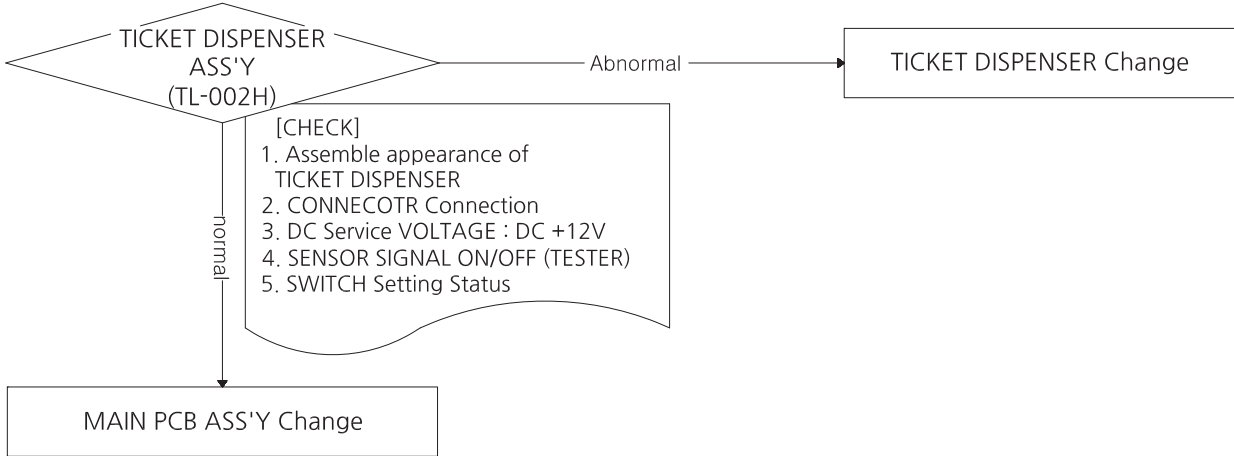 TICKET DISPENSER
ASS'Y
(TL-002H)
Abnormal
TICKET DISPENSER Change
[CHECK]
1. Assemble appearance of
TICKET DISPENSER
2. CONNECOTR Connection
3. DC Service VOLTAGE : DC +12V
4. SENSOR SIGNAL ON/OFF (TESTER)
5. SWITCH Setting Status
normal
MAIN PCB ASS'Y Change